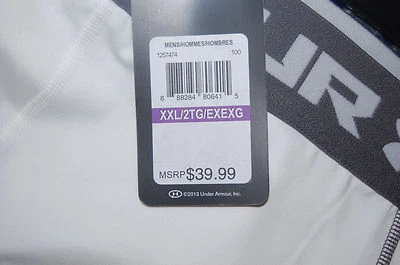 MENS/HOMMES/HOMBRES
1257474 100
8 88284 80641 5
XXL/2TG/EXEXG
MSRP $39.99
©2013 Under Armour, Inc.
UR